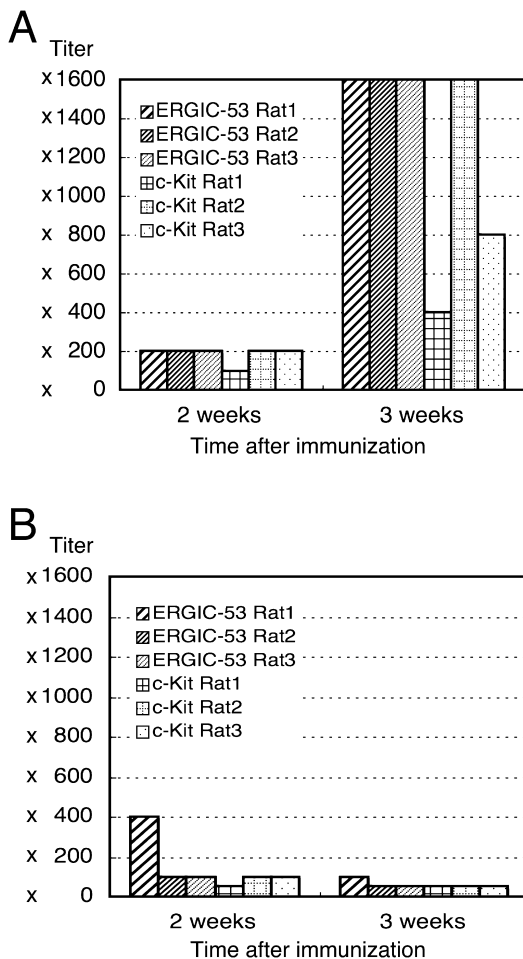 A
Titer
x 1600
x 1400
x 1200
x 1000
x 800
x 600
x 400
x 200
x 0
ERGIC-53 Rat1
ERGIC-53 Rat2
ERGIC-53 Rat3
c-Kit Rat1
c-Kit Rat2
c-Kit Rat3
2 weeks 3 weeks
Time after immunization
B
Titer
x 1600
x 1400
x 1200
x 1000
x 800
x 600
x 400
x 200
x 0
ERGIC-53 Rat1
ERGIC-53 Rat2
ERGIC-53 Rat3
c-Kit Rat1
c-Kit Rat2
c-Kit Rat3
2 weeks 3 weeks
Time after immunization